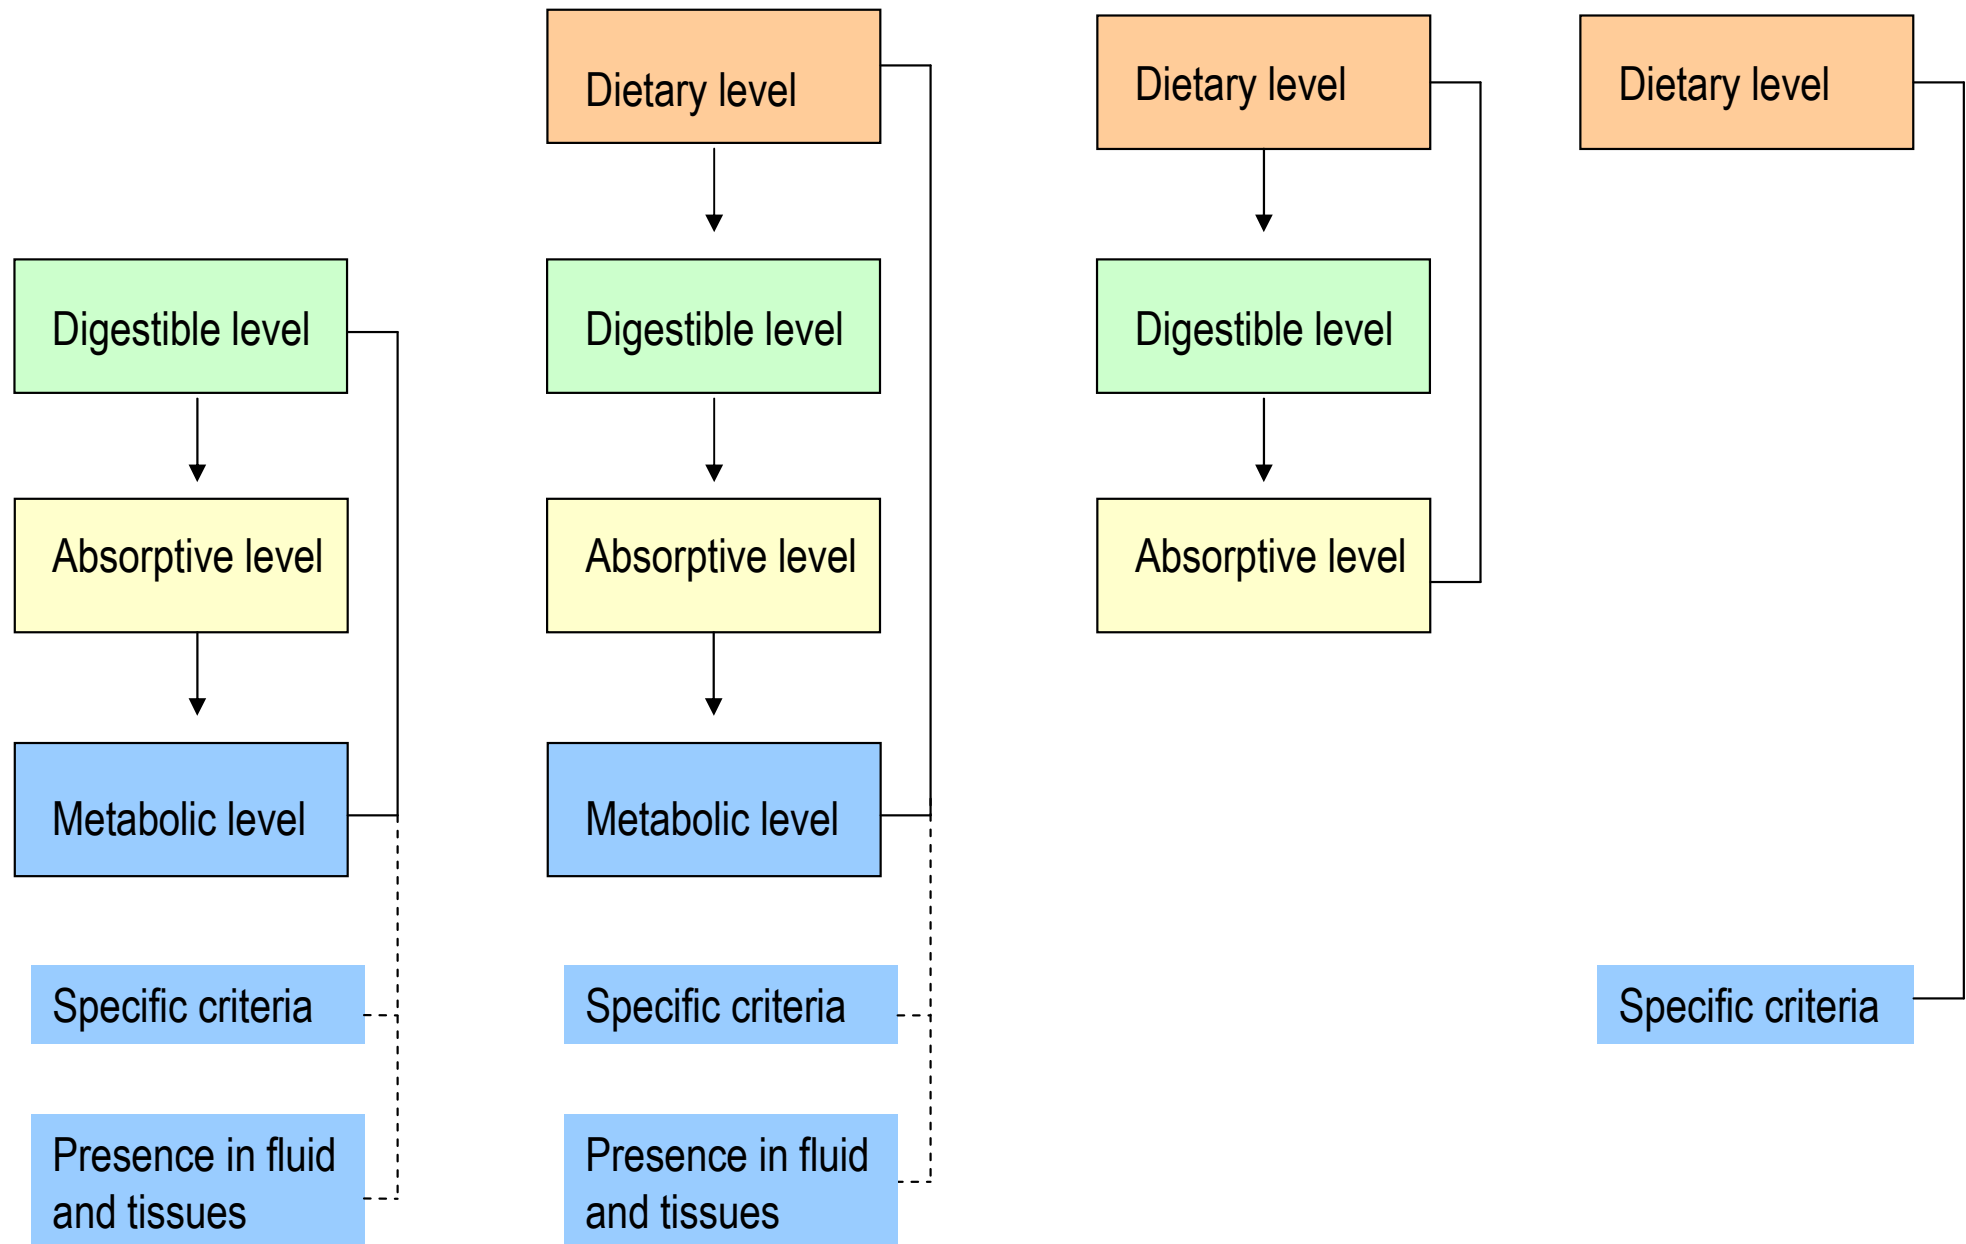 Dietary level
Dietary level
Dietary level
Digestible level
Digestible level
Digestible level
Absorptive level
Absorptive level
Absorptive level
Metabolic level
Metabolic level
Specific criteria
Specific criteria
Specific criteria
Presence in fluid
and tissues
Presence in fluid
and tissues